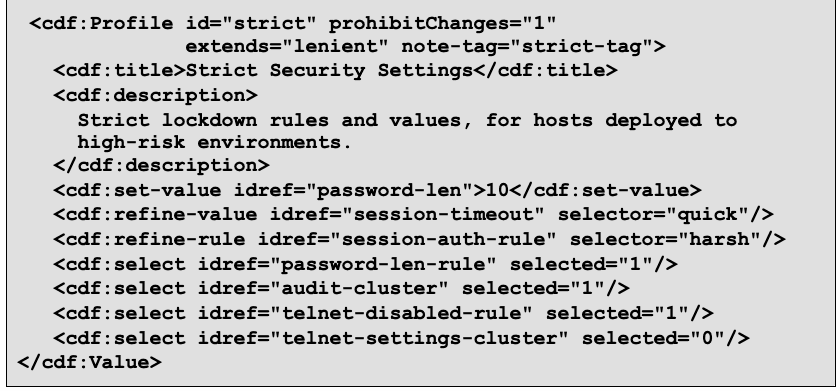 <cdf:Profile id="strict" prohibitChanges="1"
extends="lenient" note-tag="strict-tag">
<cdf:title>Strict Security Settings</cdf:title>
<cdf:description>
Strict lockdown rules and values, for hosts deployed to
high-risk environments.
</cdf:description>
<cdf:set-value idref="password-len">10</cdf:set-value>
<cdf:refine-value idref="session-timeout" selector="quick"/>
<cdf:refine-rule idref="session-auth-rule" selector="harsh"/>
<cdf:select idref="password-len-rule" selected="1"/>
<cdf:select idref="audit-cluster" selected="1"/>
<cdf:select idref="telnet-disabled-rule" selected="1"/>
<cdf:select idref="telnet-settings-cluster" selected="0"/>
</cdf:Value>